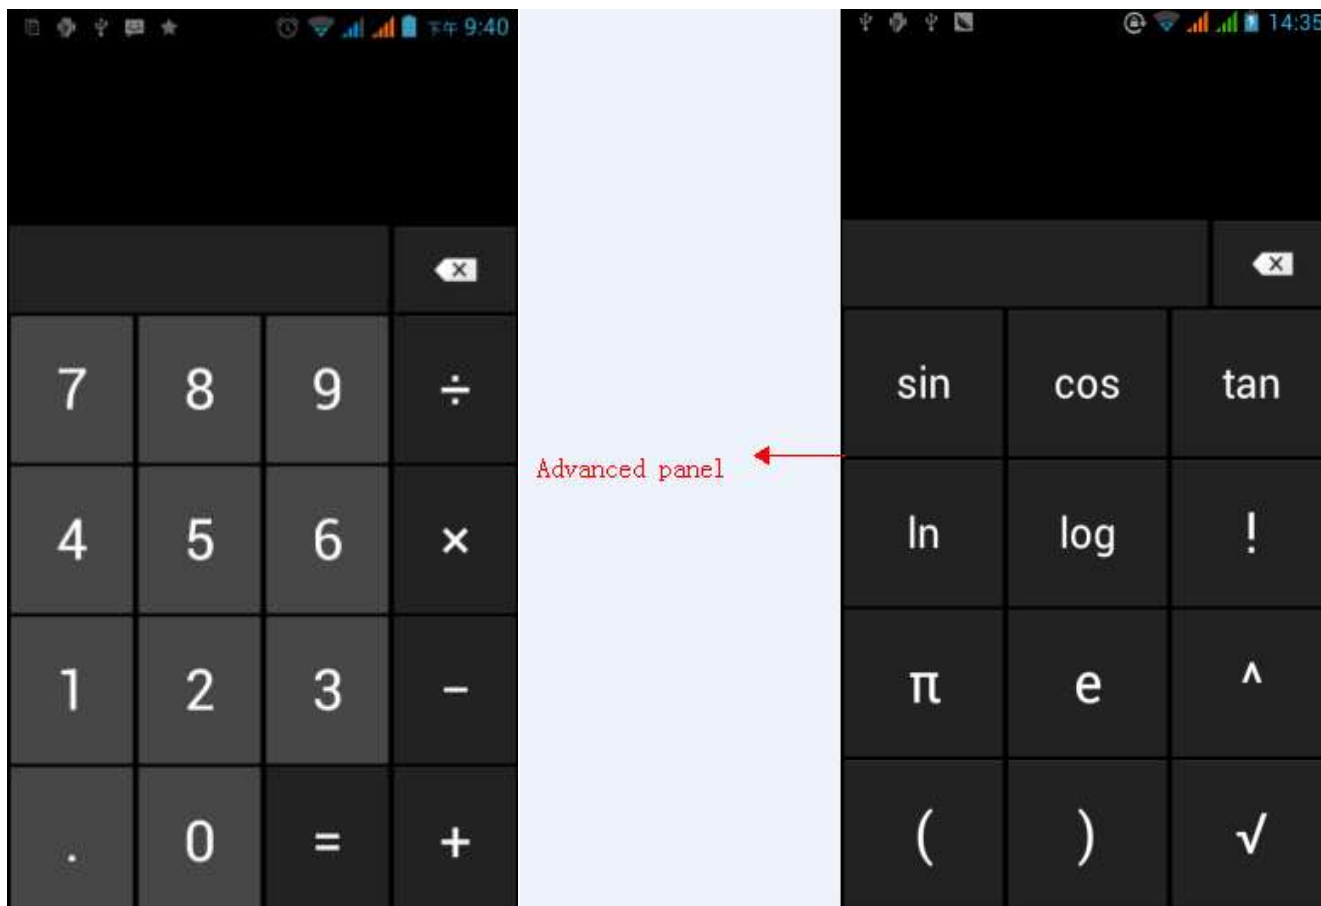 下午 9:40
7 8 9 ÷
4 5 6 ×
1 2 3 −
. 0 = +
Advanced panel
14:35
sin cos tan
ln log !
π e ^
( ) √